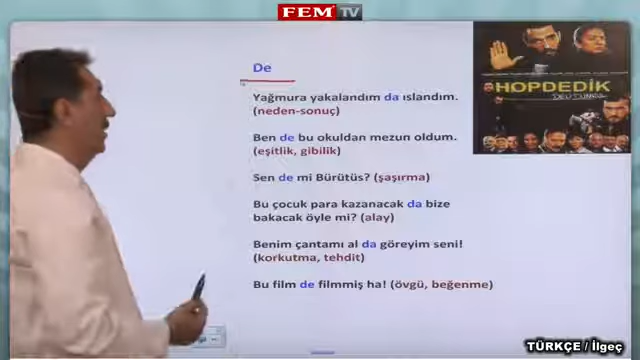 FEM TV
De
Yağmura yakalandım da ıslandım.
(neden-sonuç)
Ben de bu okuldan mezun oldum.
(eşitlik, gibilik)
Sen de mi Bürütüs? (şaşırma)
Bu çocuk para kazanacak da bize
bakacak öyle mi? (alay)
Benim çantamı al da göreyim seni!
(korkutma, tehdit)
Bu film de filmmiş ha! (övgü, beğenme)
HOPDEDİK
TÜRKÇE / İlgeç